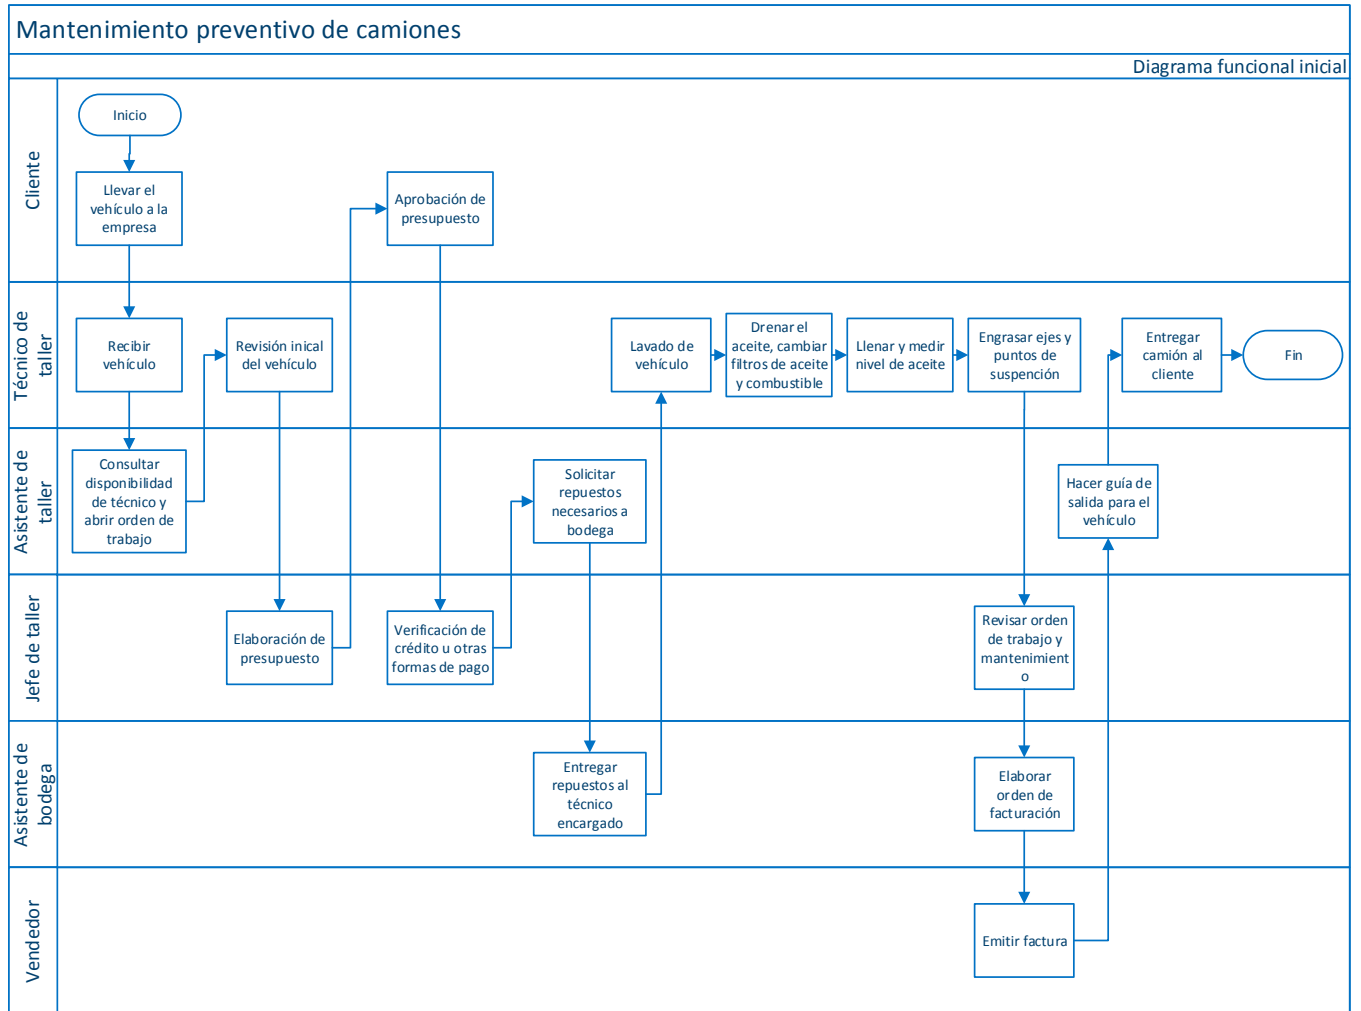 Mantenimiento preventivo de camiones
Diagrama funcional inicial
Cliente
Inicio
Llevar el
vehículo a la
empresa
Aprobación de
presupuesto
Técnico de
taller
Recibir
vehículo
Revisión inical
del vehículo
Lavado de
vehículo
Drenar el
aceite, cambiar
filtros de aceite
y combustible
Llenar y medir
nivel de aceite
Engrasar ejes y
puntos de
suspención
Entregar
camión al
cliente
Fin
Asistente de
taller
Consultar
disponibilidad
de técnico y
abrir orden de
trabajo
Solicitar
repuestos
necesarios a
bodega
Hacer guía de
salida para el
vehículo
Jefe de taller
Elaboración de
presupuesto
Verificación de
crédito u otras
formas de pago
Revisar orden
de trabajo y
mantenimient
o
Asistente de
bodega
Entregar
repuestos al
técnico
encargado
Elaborar
orden de
facturación
Vendedor
Emitir factura